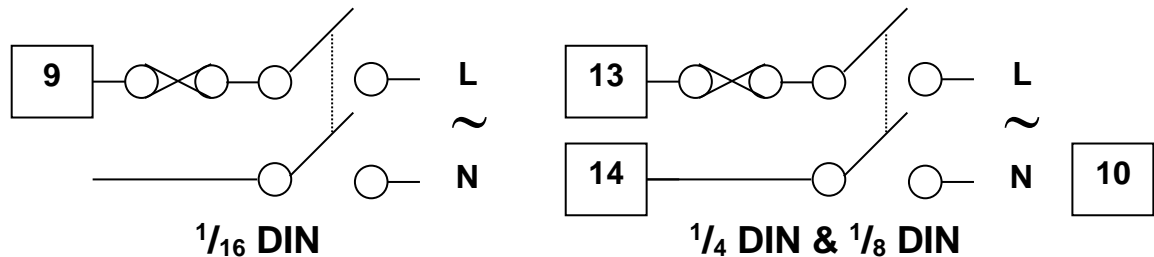 9 L 13 L
~ ~
N 14 N 10
1/16 DIN 1/4 DIN & 1/8 DIN